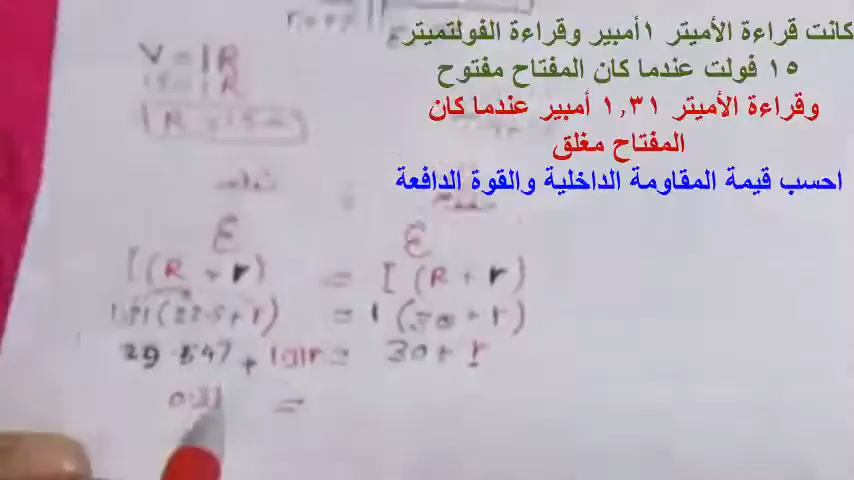 كانت قراءة الأميتر ١أمبير وقراءة الفولتميتر
١٥ فولت عندما كان المفتاح مفتوح
وقراءة الأميتر ١,٣١ أمبير عندما كان
المفتاح مغلق
احسب قيمة المقاومة الداخلية والقوة الدافعة
V = IR
R
ε ε
I(R + r) = I(R + r)
1.31(22.5+r) = 1(30+r)
29.547 + 1.31r = 30+r
0.31 =